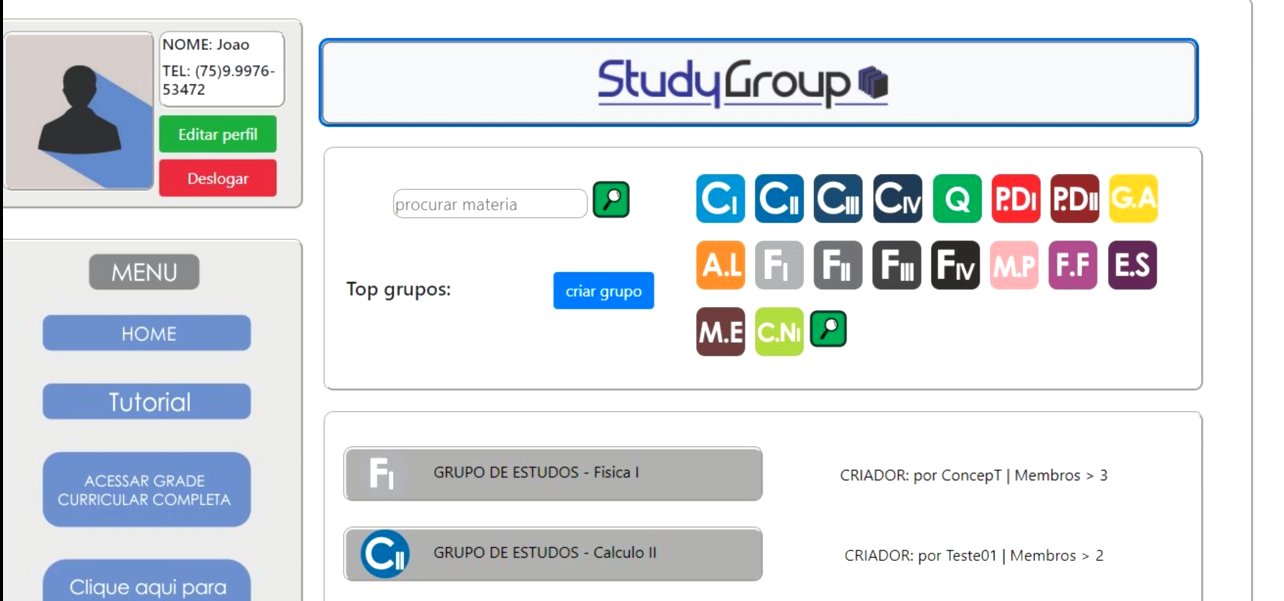 NOME: Joao
TEL: (75)9.9976-
53472
Editar perfil
Deslogar
MENU
HOME
Tutorial
ACESSAR GRADE
CURRICULAR COMPLETA
Clique aqui para
StudyGroup
procurar materia
Top grupos:
criar grupo
CI CII CIII CIV Q P.DI P.DII G.A
A.L FI FII FIII FIV M.P F.F E.S
M.E C.NI
FI GRUPO DE ESTUDOS - Fisica I
CRIADOR: por ConcepT | Membros > 3
CII GRUPO DE ESTUDOS - Calculo II
CRIADOR: por Teste01 | Membros > 2